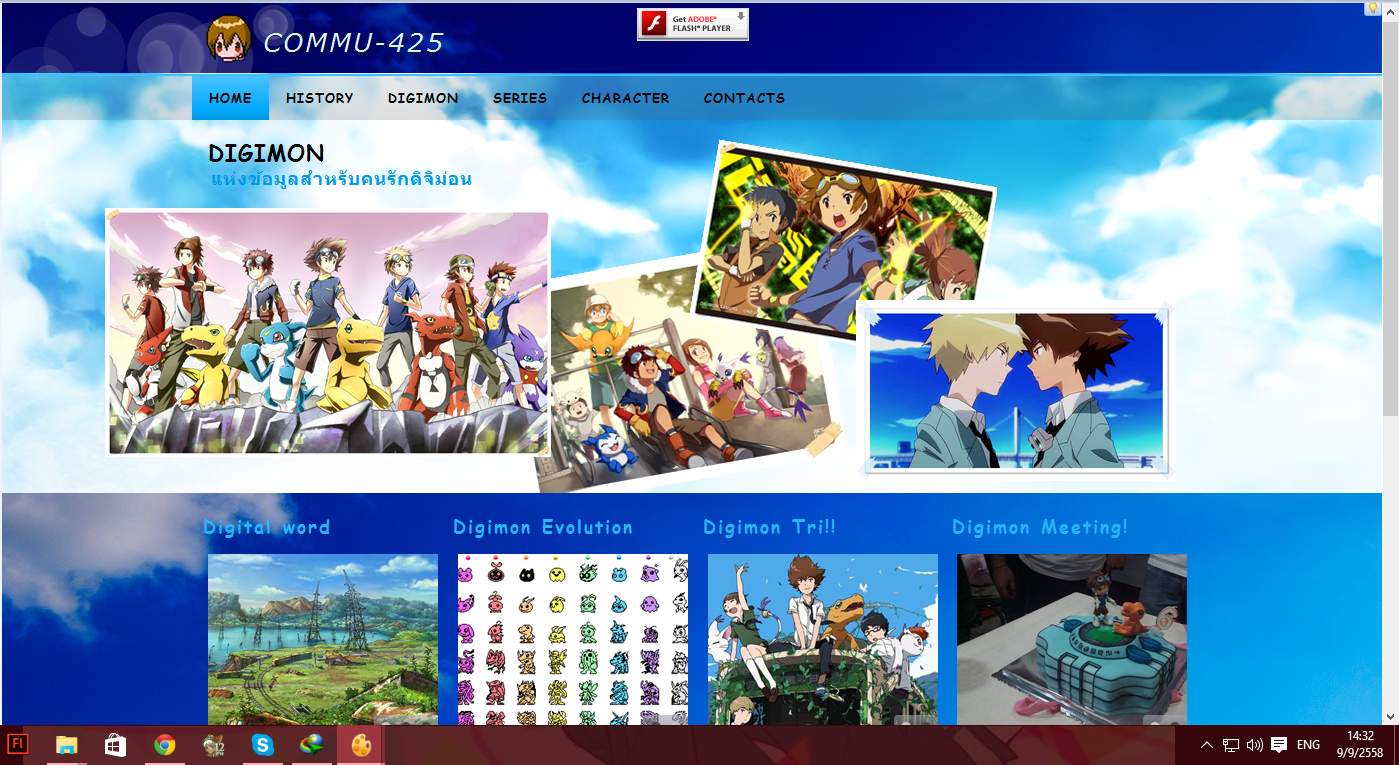 COMMU-425
Get ADOBE®
FLASH® PLAYER
HOME HISTORY DIGIMON SERIES CHARACTER CONTACTS
DIGIMON
แห่งข้อมูลสำหรับคนรักดิจิม่อน
Digital word Digimon Evolution Digimon Tri!! Digimon Meeting!
Fl
12
ENG
14:32
9/9/2558